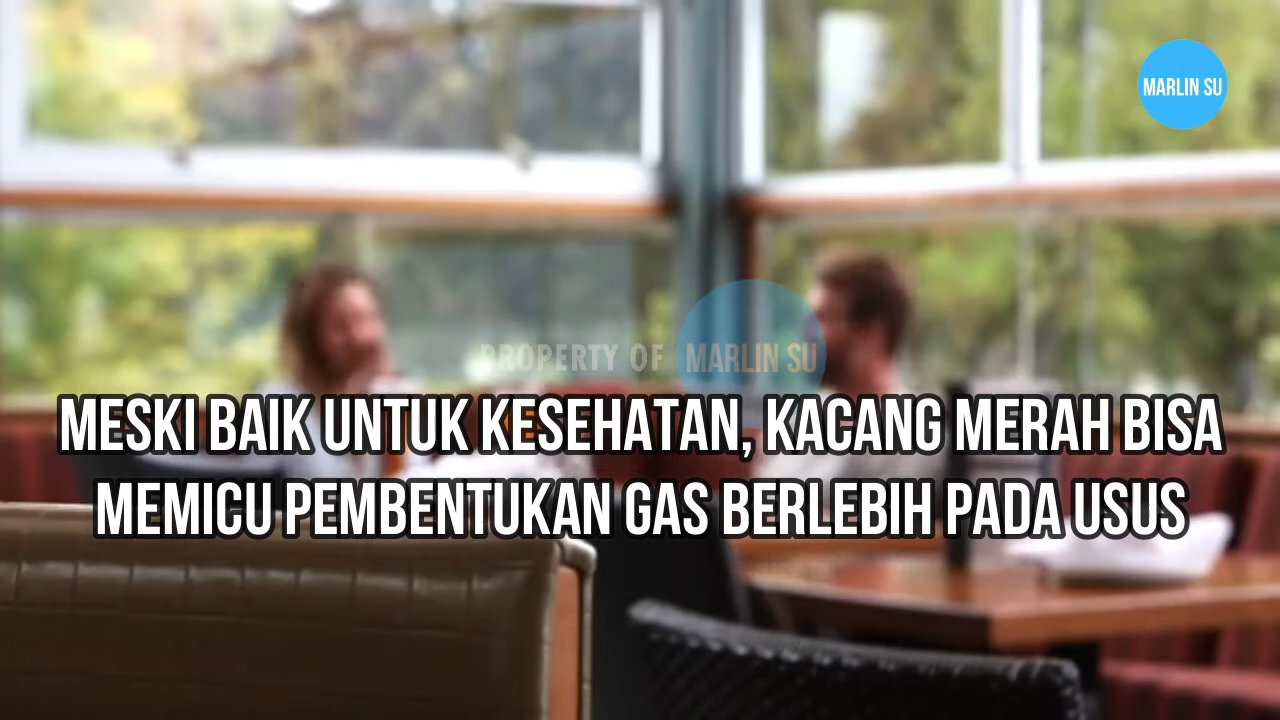 MARLIN SU
PROPERTY OF MARLIN SU
MESKI BAIK UNTUK KESEHATAN, KACANG MERAH BISA
MEMICU PEMBENTUKAN GAS BERLEBIH PADA USUS